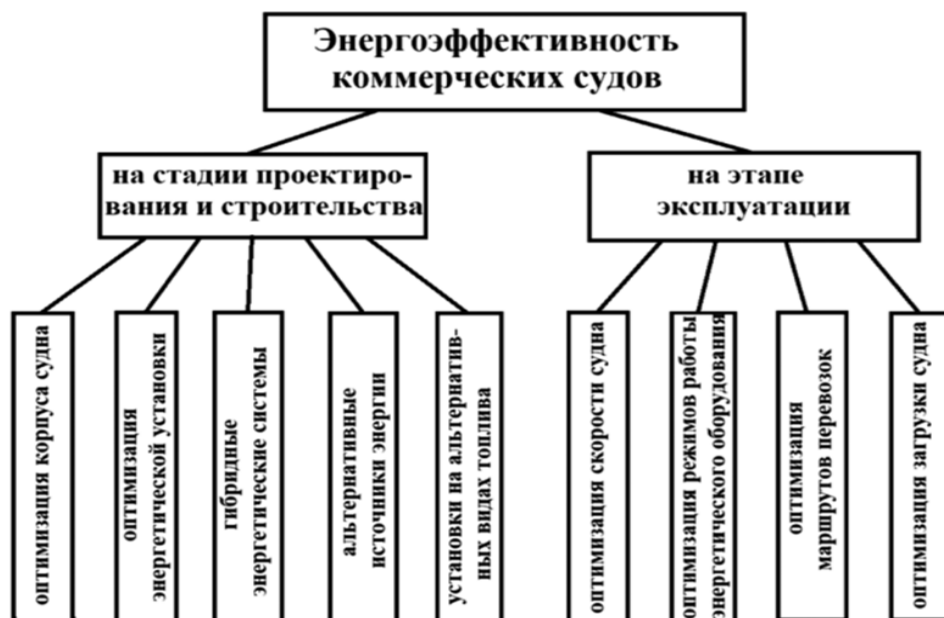 Энергоэффективность
коммерческих судов
на стадии проектиро-
вания и строительства
на этапе
эксплуатации
оптимизация корпуса судна
оптимизация
энергетической установки
гибридные
энергетические системы
альтернативные
источники энергии
установки на альтернатив-
ных видах топлива
оптимизация скорости судна
оптимизация режимов работы
энергетического оборудования
оптимизация
маршрутов перевозок
оптимизация загрузки судна